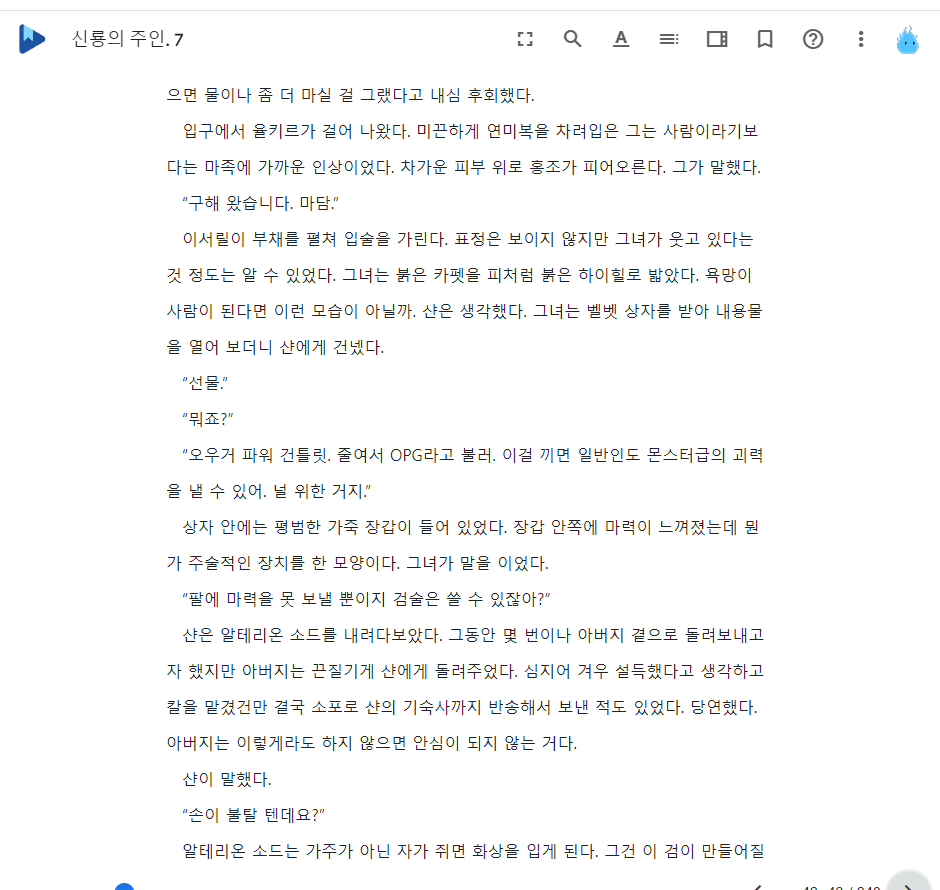 신룡의 주인. 7
으면 물이나 좀 더 마실 걸 그랬다고 내심 후회했다.
입구에서 율키르가 걸어 나왔다. 미끈하게 연미복을 차려입은 그는 사람이라기보
다는 마족에 가까운 인상이었다. 차가운 피부 위로 홍조가 피어오른다. 그가 말했다.
“구해 왔습니다. 마담.”
이서릴이 부채를 펼쳐 입술을 가린다. 표정은 보이지 않지만 그녀가 웃고 있다는
것 정도는 알 수 있었다. 그녀는 붉은 카펫을 피처럼 붉은 하이힐로 밟았다. 욕망이
사람이 된다면 이런 모습이 아닐까. 샨은 생각했다. 그녀는 벨벳 상자를 받아 내용물
을 열어 보더니 샨에게 건넸다.
“선물.”
“뭐죠?”
“오우거 파워 건틀릿. 줄여서 OPG라고 불러. 이걸 끼면 일반인도 몬스터급의 괴력
을 낼 수 있어. 널 위한 거지.”
상자 안에는 평범한 가죽 장갑이 들어 있었다. 장갑 안쪽에 마력이 느껴졌는데 뭔
가 주술적인 장치를 한 모양이다. 그녀가 말을 이었다.
“팔에 마력을 못 보낼 뿐이지 검술은 쓸 수 있잖아?”
샨은 알테리온 소드를 내려다보았다. 그동안 몇 번이나 아버지 곁으로 돌려보내고
자 했지만 아버지는 끈질기게 샨에게 돌려주었다. 심지어 겨우 설득했다고 생각하고
칼을 맡겼건만 결국 소포로 샨의 기숙사까지 반송해서 보낸 적도 있었다. 당연했다.
아버지는 이렇게라도 하지 않으면 안심이 되지 않는 거다.
샨이 말했다.
“손이 불탈 텐데요?”
알테리온 소드는 가주가 아닌 자가 쥐면 화상을 입게 된다. 그건 이 검이 만들어질